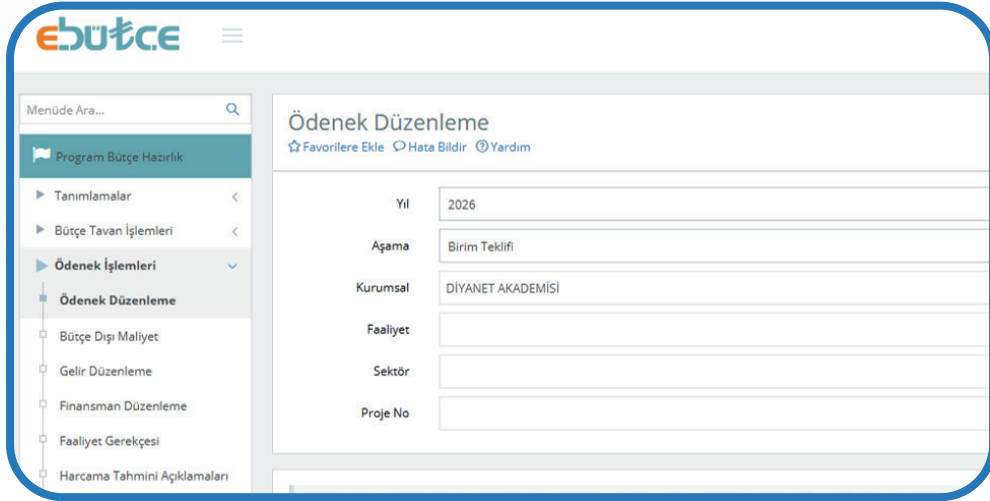 ebütçe
Menüde Ara...
Program Bütçe Hazırlık
Tanımlamalar
Bütçe Tavan İşlemleri
Ödenek İşlemleri
Ödenek Düzenleme
Bütçe Dışı Maliyet
Gelir Düzenleme
Finansman Düzenleme
Faaliyet Gerekçesi
Harcama Tahmini Açıklamaları
Ödenek Düzenleme
Favorilere Ekle Hata Bildir Yardım
Yıl 2026
Aşama Birim Teklifi
Kurumsal DİYANET AKADEMİSİ
Faaliyet
Sektör
Proje No